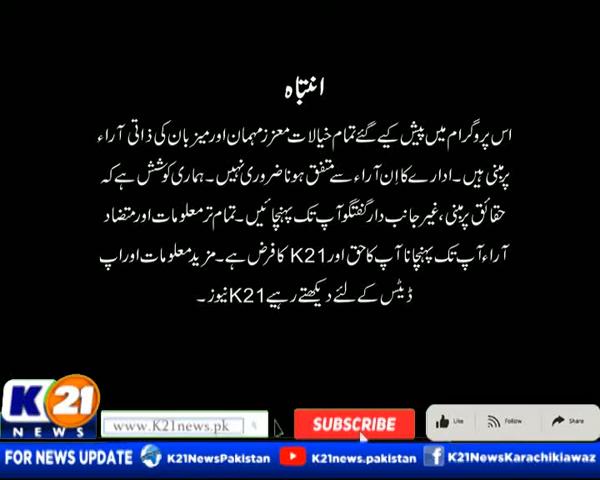 انتباہ
اس پروگرام میں پیش کیے گئے تمام خیالات معزز مہمان اور میزبان کی ذاتی آراء
پر مبنی ہیں۔ ادارے کا اِن آراء سے متفق ہونا ضروری نہیں۔ ہماری کوشش ہے کہ
حقائق پر مبنی، غیر جانب دار گفتگو آپ تک پہنچائیں۔ تمام تر معلومات اور متضاد
آراء آپ تک پہنچانا آپ کا حق اور K21 کا فرض ہے۔ مزید معلومات اور اپ
ڈیٹس کے لئے دیکھتے رہیے K21 نیوز۔
K21
NEWS
www.K21news.pk
SUBSCRIBE
Like
Follow
Share
FOR NEWS UPDATE
K21NewsPakistan
K21news.pakistan
K21NewsKarachikiawaz